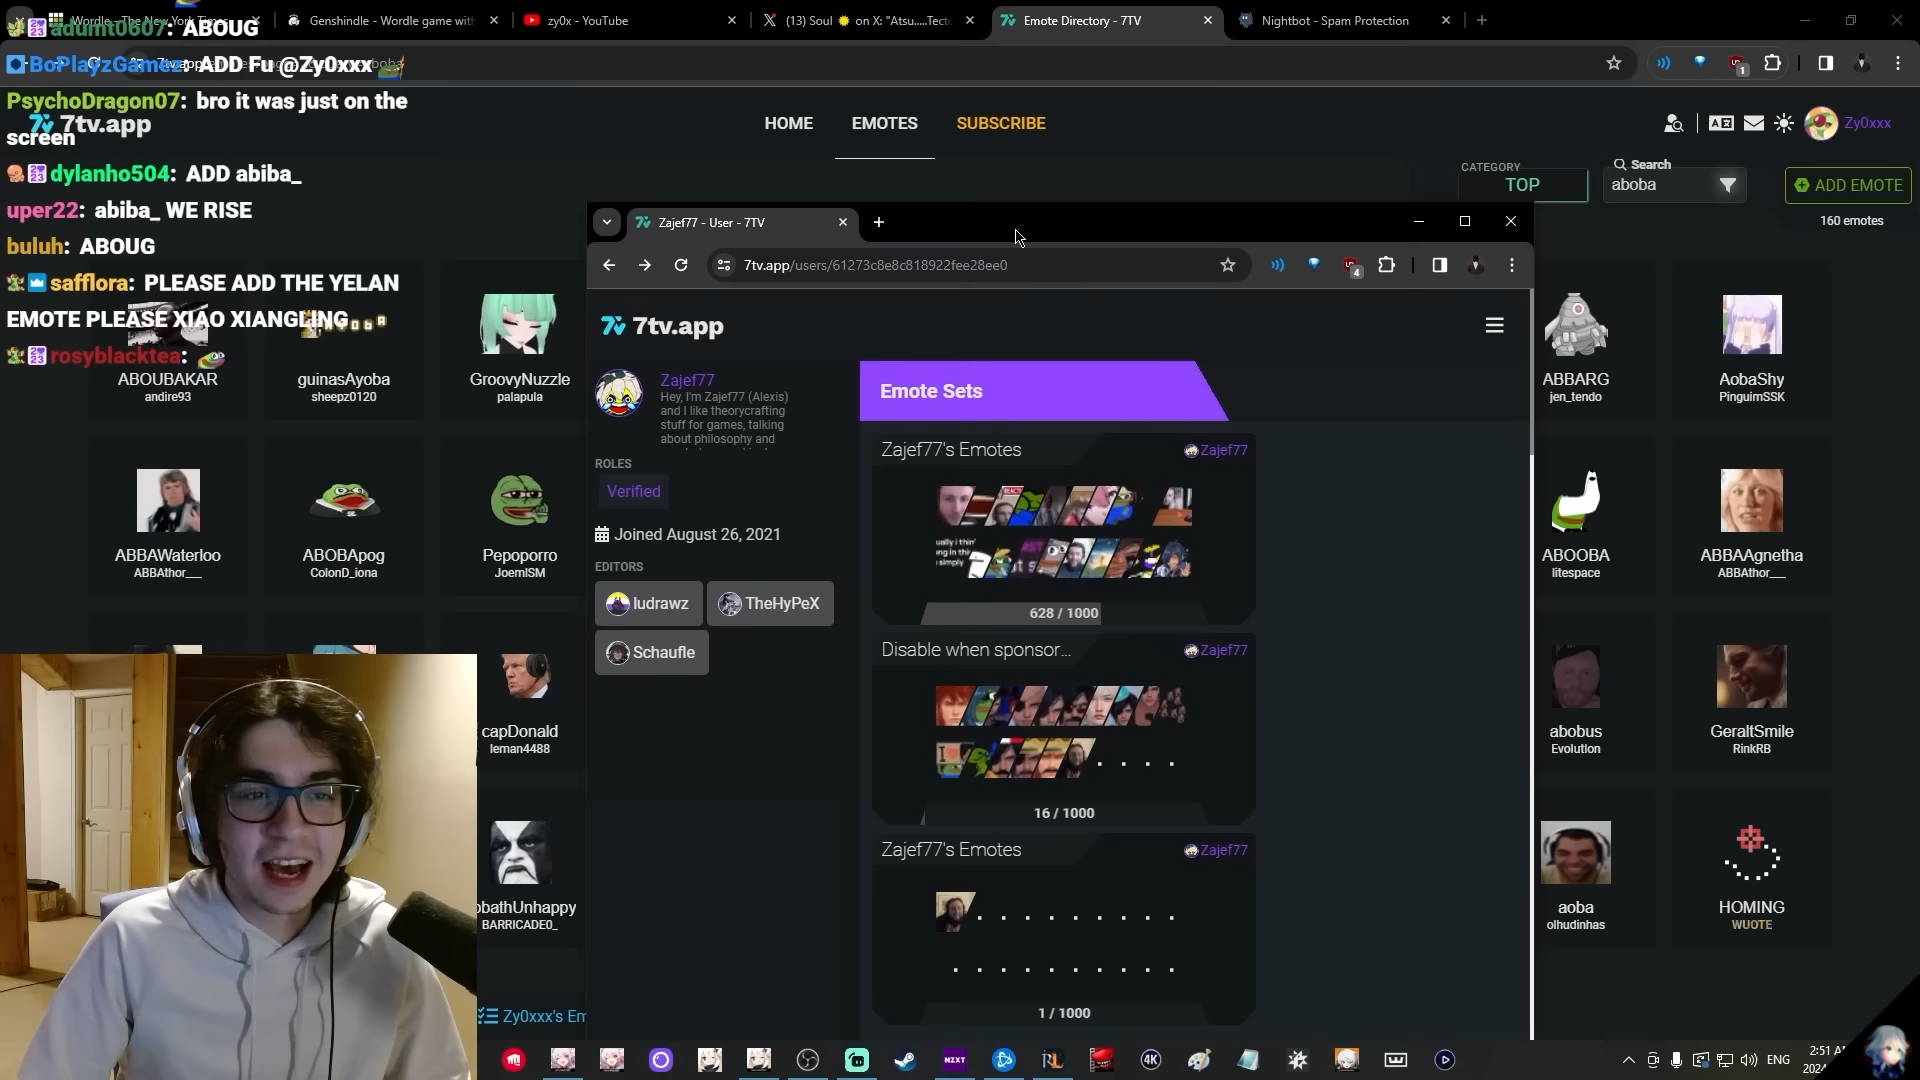 Wordle - The New York Times
Genshindle - Wordle game with
zy0x - YouTube
(13) Soul on X: "Atsu.....Tecto
Emote Directory - 7TV
Nightbot - Spam Protection
adumt0607: ABOUG
BoPlayzGamez: ADD Fu @Zy0xxx
PsychoDragon07: bro it was just on the
screen
dylanho504: ADD abiba_
uper22: abiba_ WE RISE
buluh: ABOUG
safflora: PLEASE ADD THE YELAN
EMOTE PLEASE XIAO XIANGLING
rosyblacktea:
7tv.app
HOME
EMOTES
SUBSCRIBE
Zy0xxx
CATEGORY
TOP
Search
aboba
ADD EMOTE
160 emotes
Zajef77 - User - 7TV
7tv.app/users/61273c8e8c818922fee28ee0
7tv.app
Zajef77
Hey, I'm Zajef77 (Alexis)
and I like theorycrafting
stuff for games, talking
about philosophy and
ROLES
Verified
Joined August 26, 2021
EDITORS
ludrawz
TheHyPeX
Schaufle
Emote Sets
Zajef77's Emotes
Zajef77
628 / 1000
Disable when sponsor...
Zajef77
16 / 1000
Zajef77's Emotes
Zajef77
1 / 1000
ABOUBAKAR
andire93
guinasAyoba
sheepz0120
GroovyNuzzle
palapula
ABBARG
jen_tendo
AobaShy
PinguimSSK
ABBAWaterloo
ABBAthor___
ABOBApog
ColonD_iona
Pepoporro
JoemISM
ABOOBA
litespace
ABBAAgnetha
ABBAthor___
capDonald
leman4488
abobus
Evolution
GeraltSmile
RinkRB
bbathUnhappy
BARRICADE0_
aoba
olhudinhas
HOMING
WUOTE
Zy0xxx's Em
NZXT
4K
ENG
2:51 A
2024